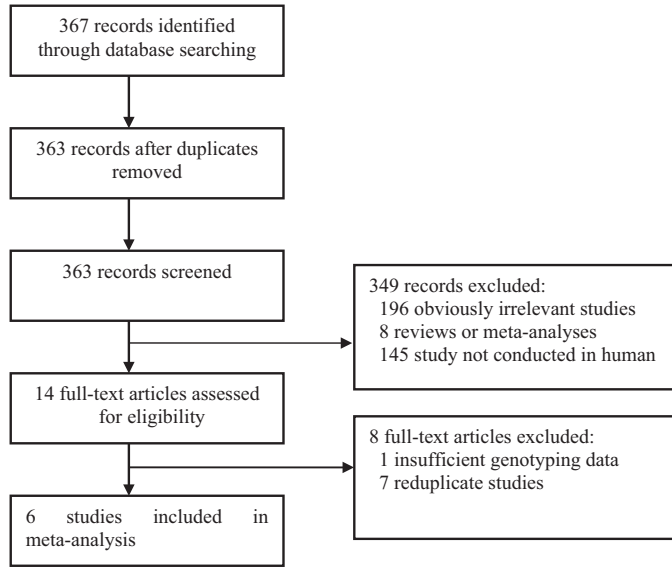 367 records identified
through database searching
363 records after duplicates
removed
363 records screened
349 records excluded:
196 obviously irrelevant studies
8 reviews or meta-analyses
145 study not conducted in human
14 full-text articles assessed
for eligibility
8 full-text articles excluded:
1 insufficient genotyping data
7 reduplicate studies
6 studies included in
meta-analysis